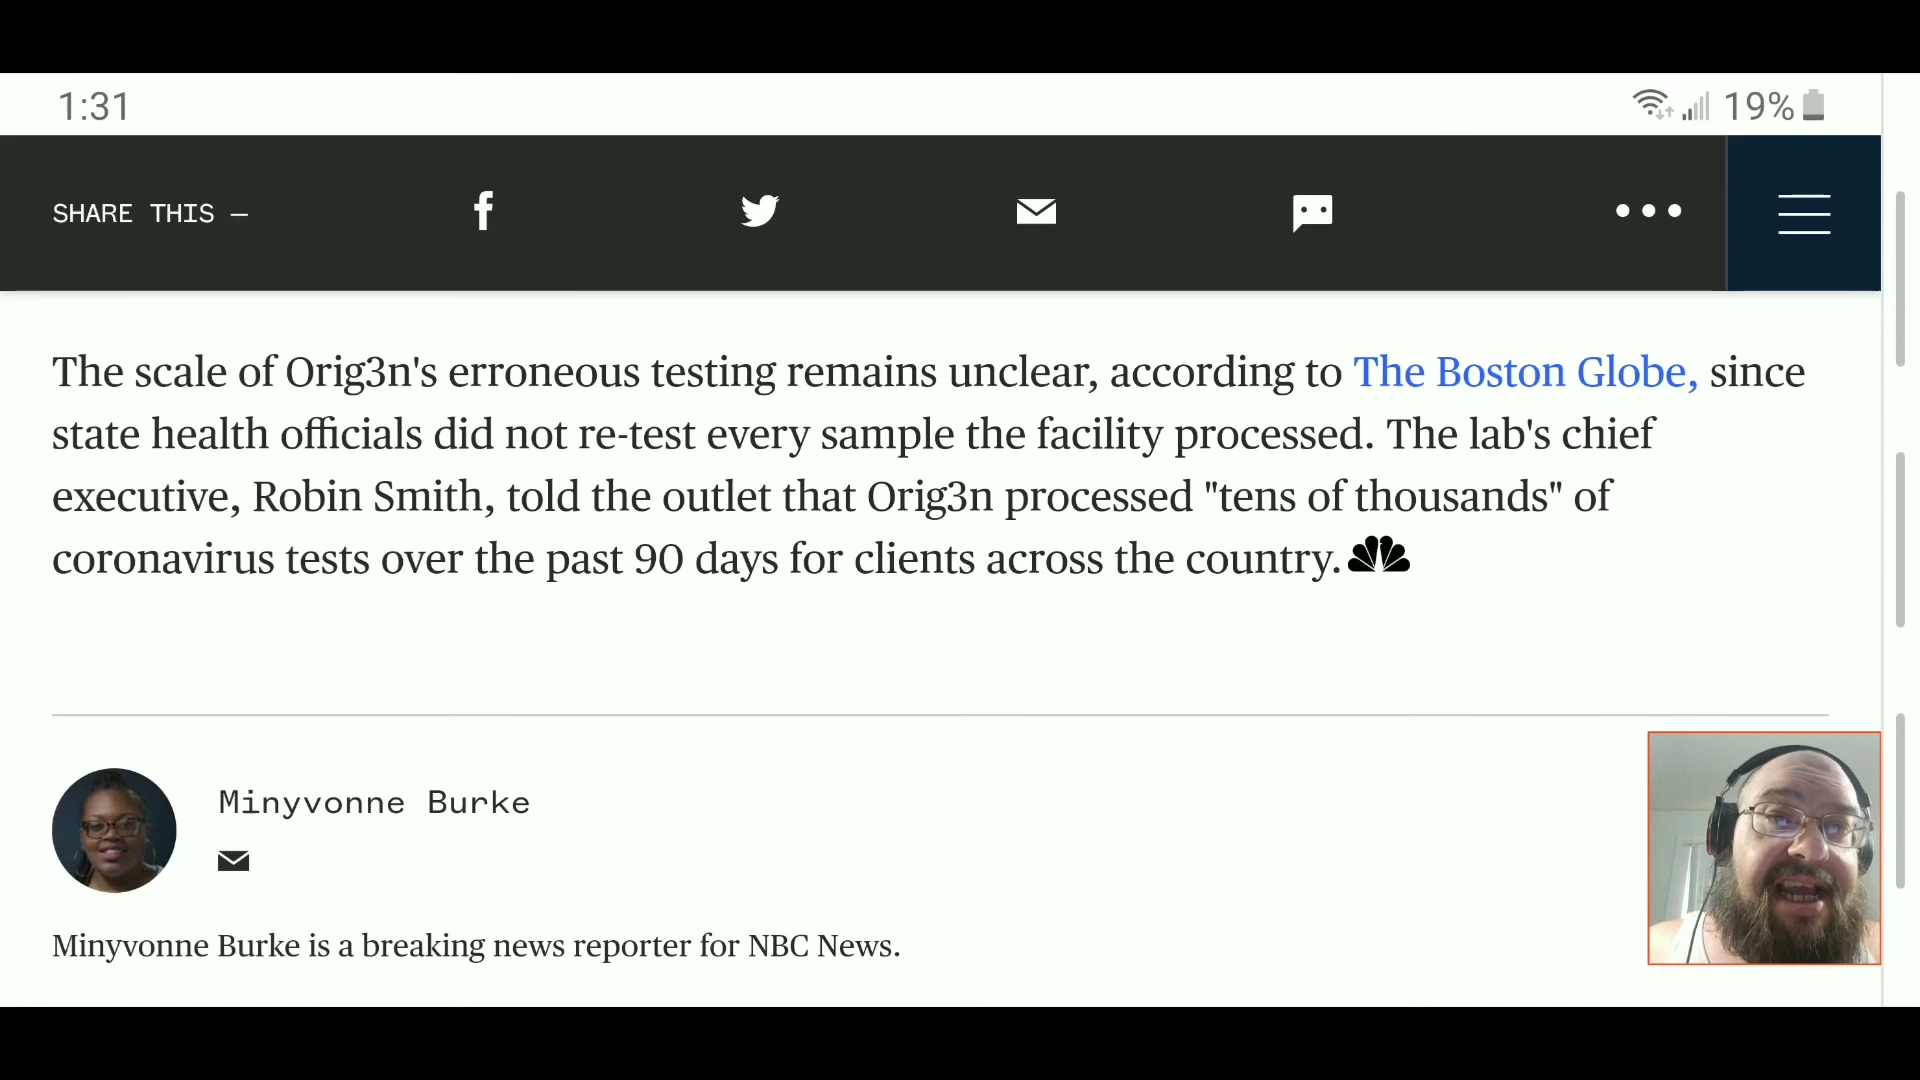 1:31
19%
SHARE THIS —
The scale of Orig3n's erroneous testing remains unclear, according to The Boston Globe, since
state health officials did not re-test every sample the facility processed. The lab's chief
executive, Robin Smith, told the outlet that Orig3n processed "tens of thousands" of
coronavirus tests over the past 90 days for clients across the country.
Minyvonne Burke
Minyvonne Burke is a breaking news reporter for NBC News.